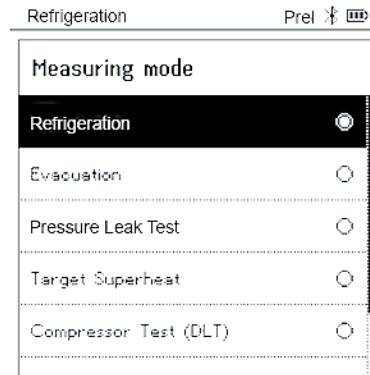 Refrigeration Prel
Measuring mode
Refrigeration
Evacuation
Pressure Leak Test
Target Superheat
Compressor Test (DLT)